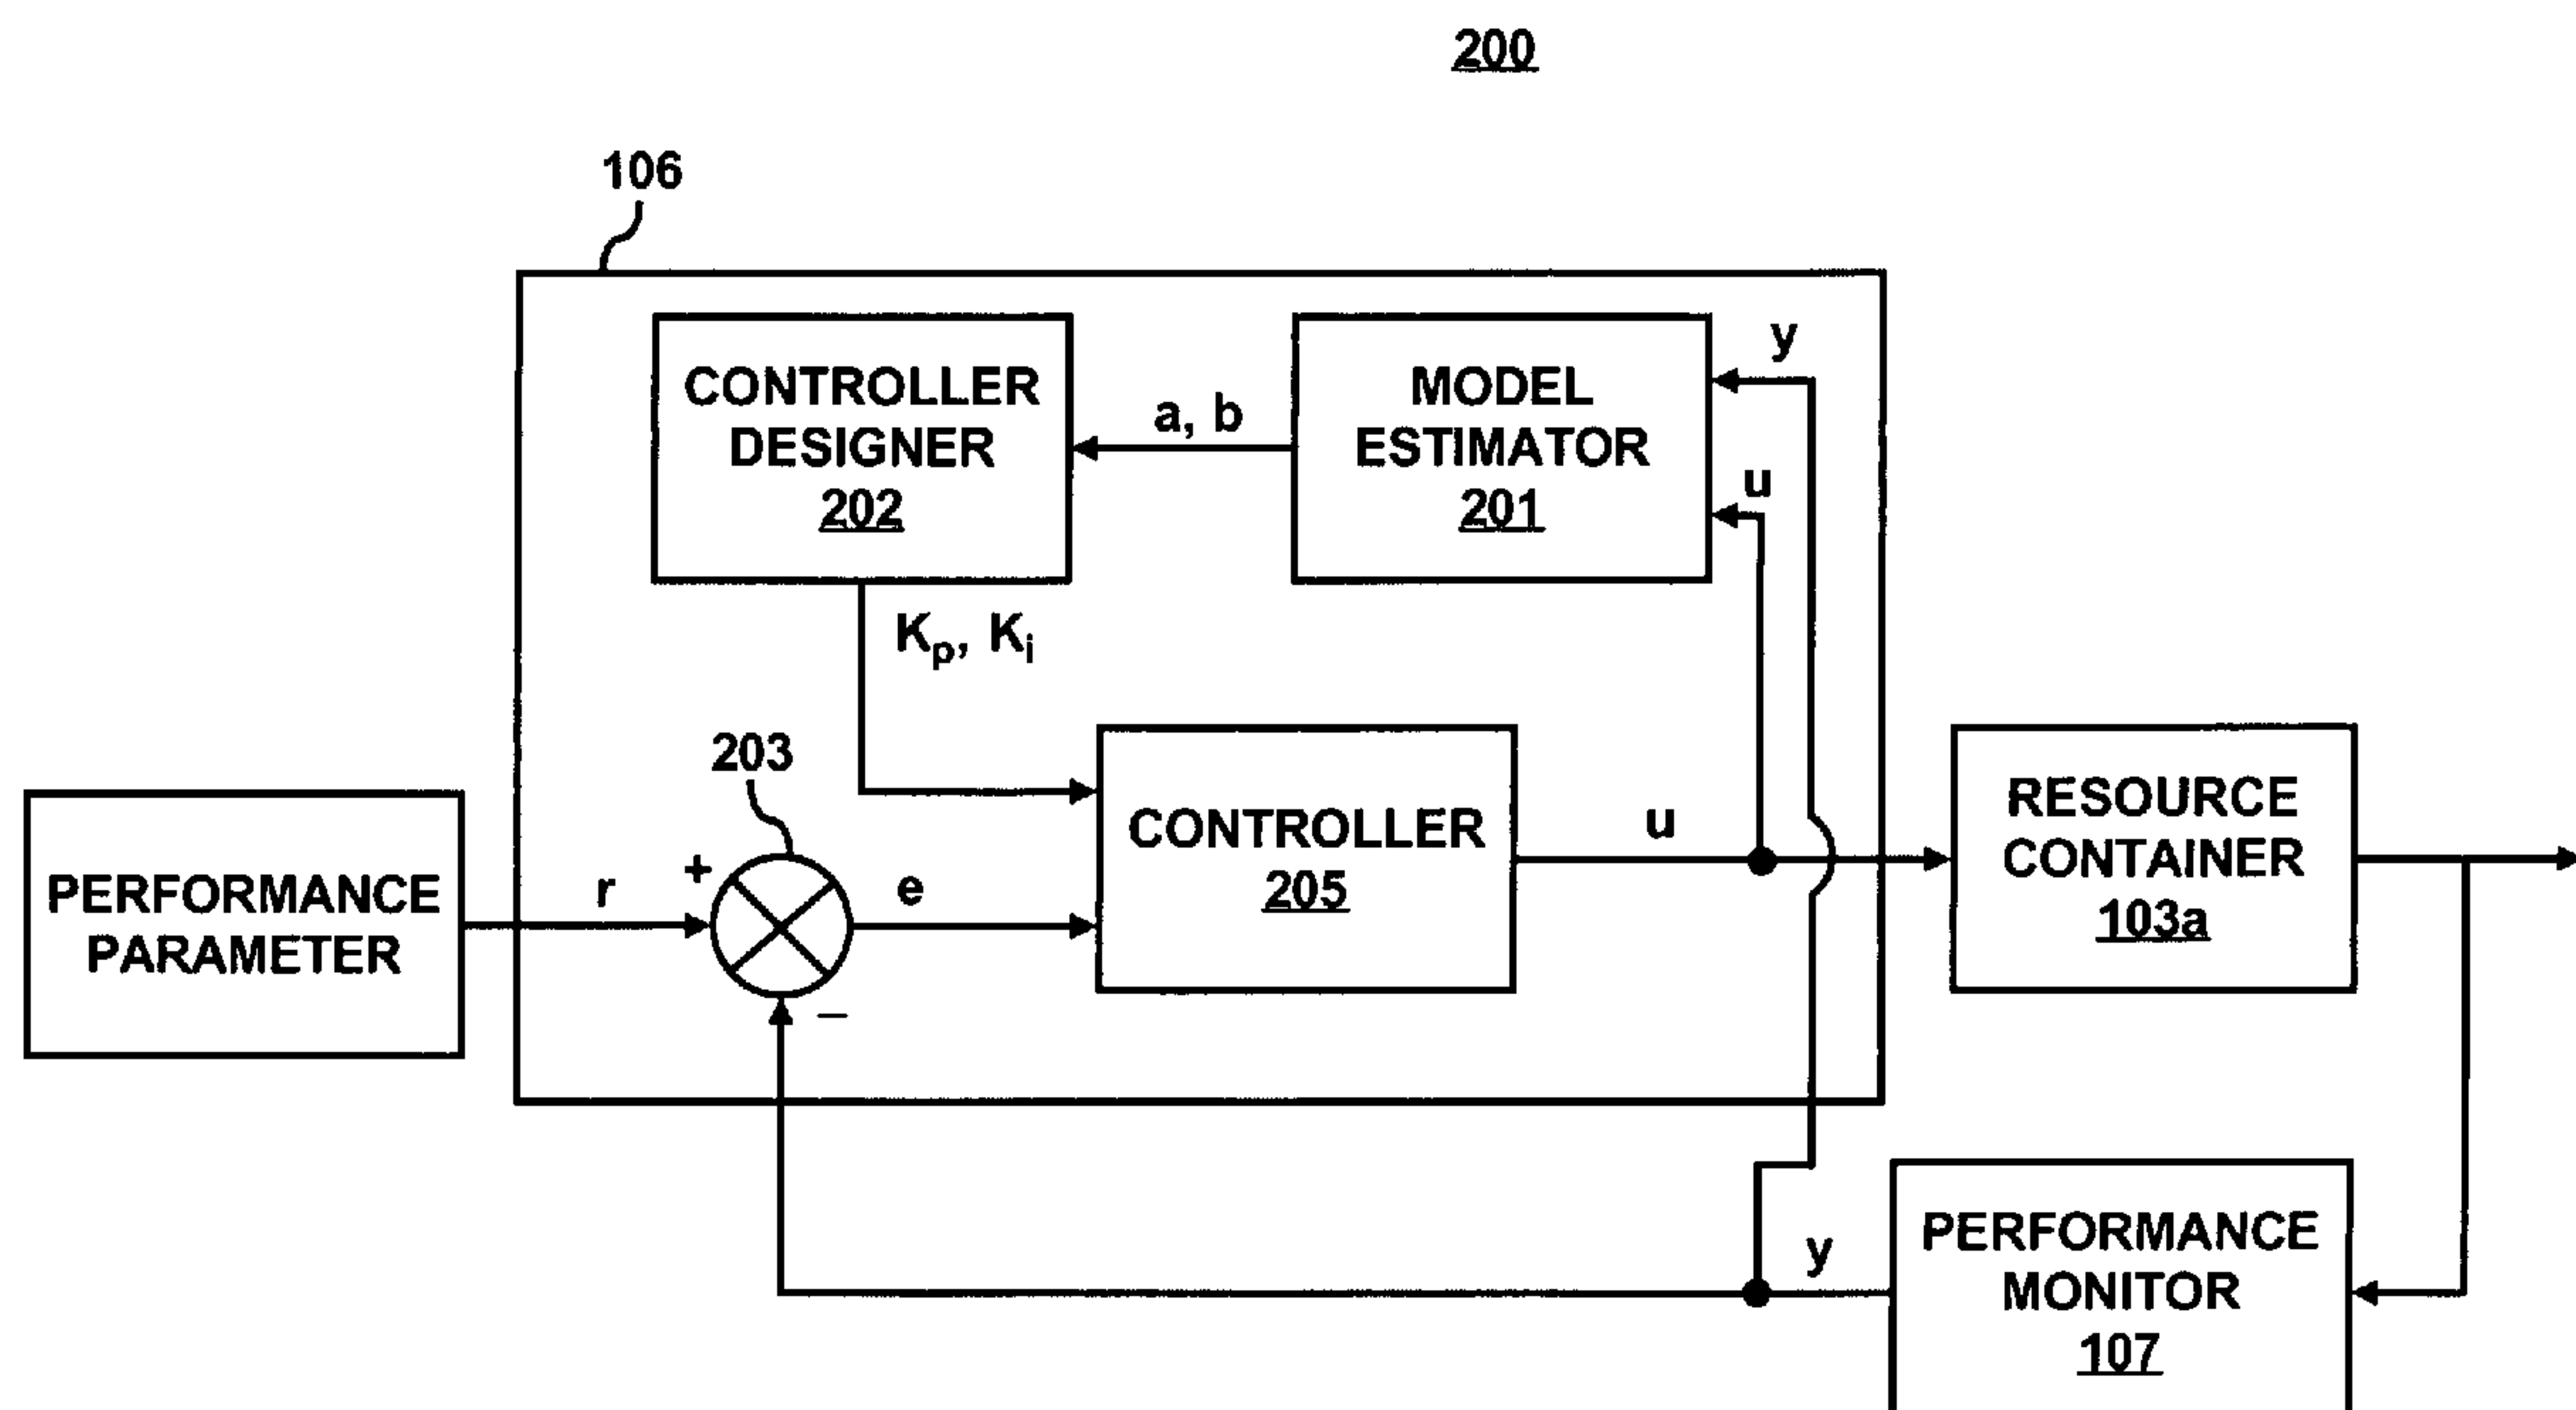 200
106
CONTROLLER
DESIGNER
202
a, b
MODEL
ESTIMATOR
201
y
u
Kp, Ki
203
PERFORMANCE
PARAMETER
r
+
−
e
CONTROLLER
205
u
RESOURCE
CONTAINER
103a
y
PERFORMANCE
MONITOR
107